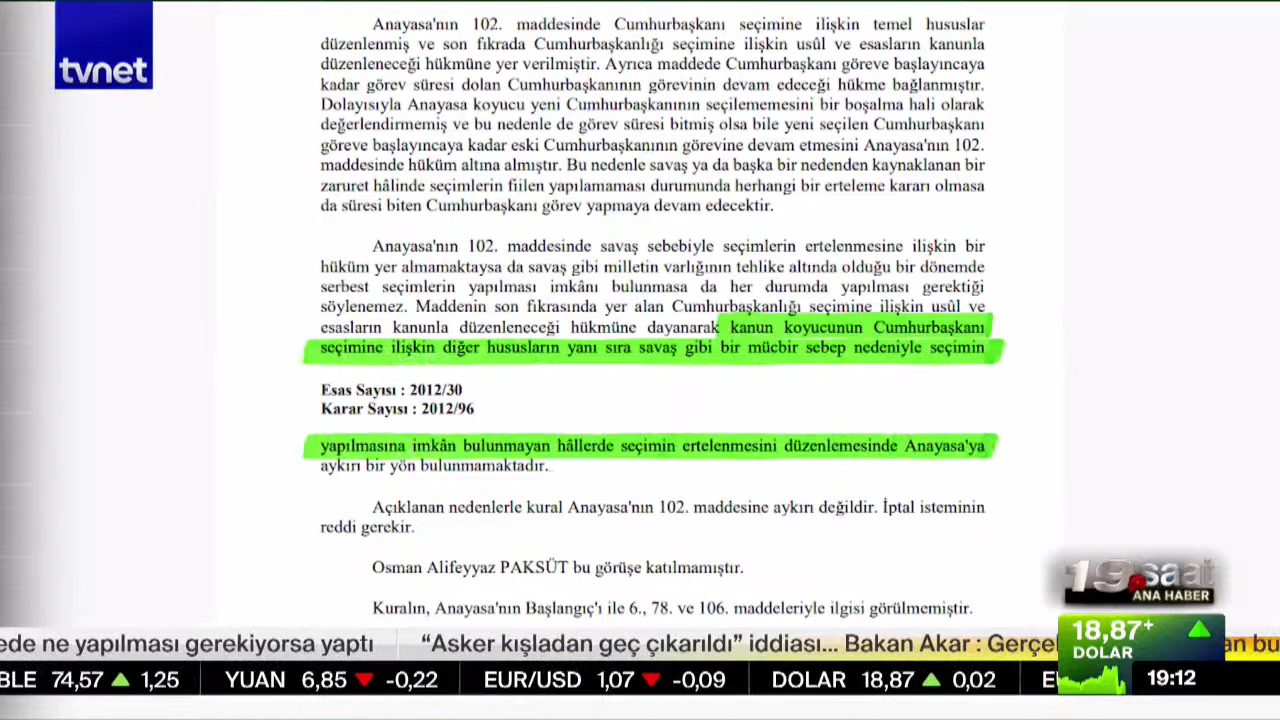 tvnet
Anayasa'nın 102. maddesinde Cumhurbaşkanı seçimine ilişkin temel hususlar
düzenlenmiş ve son fıkrada Cumhurbaşkanlığı seçimine ilişkin usûl ve esasların kanunla
düzenleneceği hükmüne yer verilmiştir. Ayrıca maddede Cumhurbaşkanı göreve başlayıncaya
kadar görev süresi dolan Cumhurbaşkanının görevinin devam edeceği hükme bağlanmıştır.
Dolayısıyla Anayasa koyucu yeni Cumhurbaşkanının seçilememesini bir boşalma hali olarak
değerlendirmemiş ve bu nedenle de görev süresi bitmiş olsa bile yeni seçilen Cumhurbaşkanı
göreve başlayıncaya kadar eski Cumhurbaşkanının görevine devam etmesini Anayasa'nın 102.
maddesinde hüküm altına almıştır. Bu nedenle savaş ya da başka bir nedenden kaynaklanan bir
zaruret hâlinde seçimlerin fiilen yapılamaması durumunda herhangi bir erteleme kararı olmasa
da süresi biten Cumhurbaşkanı görev yapmaya devam edecektir.
Anayasa'nın 102. maddesinde savaş sebebiyle seçimlerin ertelenmesine ilişkin bir
hüküm yer almamaktaysa da savaş gibi milletin varlığının tehlike altında olduğu bir dönemde
serbest seçimlerin yapılması imkânı bulunmasa da her durumda yapılması gerektiği
söylenemez. Maddenin son fıkrasında yer alan Cumhurbaşkanlığı seçimine ilişkin usûl ve
esasların kanunla düzenleneceği hükmüne dayanarak kanun koyucunun Cumhurbaşkanı
seçimine ilişkin diğer hususların yanı sıra savaş gibi bir mücbir sebep nedeniyle seçimin
Esas Sayısı : 2012/30
Karar Sayısı : 2012/96
yapılmasına imkân bulunmayan hâllerde seçimin ertelenmesini düzenlemesinde Anayasa'ya
aykırı bir yön bulunmamaktadır.
Açıklanan nedenlerle kural Anayasa'nın 102. maddesine aykırı değildir. İptal isteminin
reddi gerekir.
Osman Alifeyyaz PAKSÜT bu görüşe katılmamıştır.
Kuralın, Anayasa'nın Başlangıç'ı ile 6., 78. ve 106. maddeleriyle ilgisi görülmemiştir.
19 saat
ANA HABER
ede ne yapılması gerekiyorsa yaptı "Asker kışladan geç çıkarıldı" iddiası... Bakan Akar : Gerçe an bu
18,87+
DOLAR
BLE 74,57 1,25 YUAN 6,85 -0,22 EUR/USD 1,07 -0,09 DOLAR 18,87 0,02 19:12